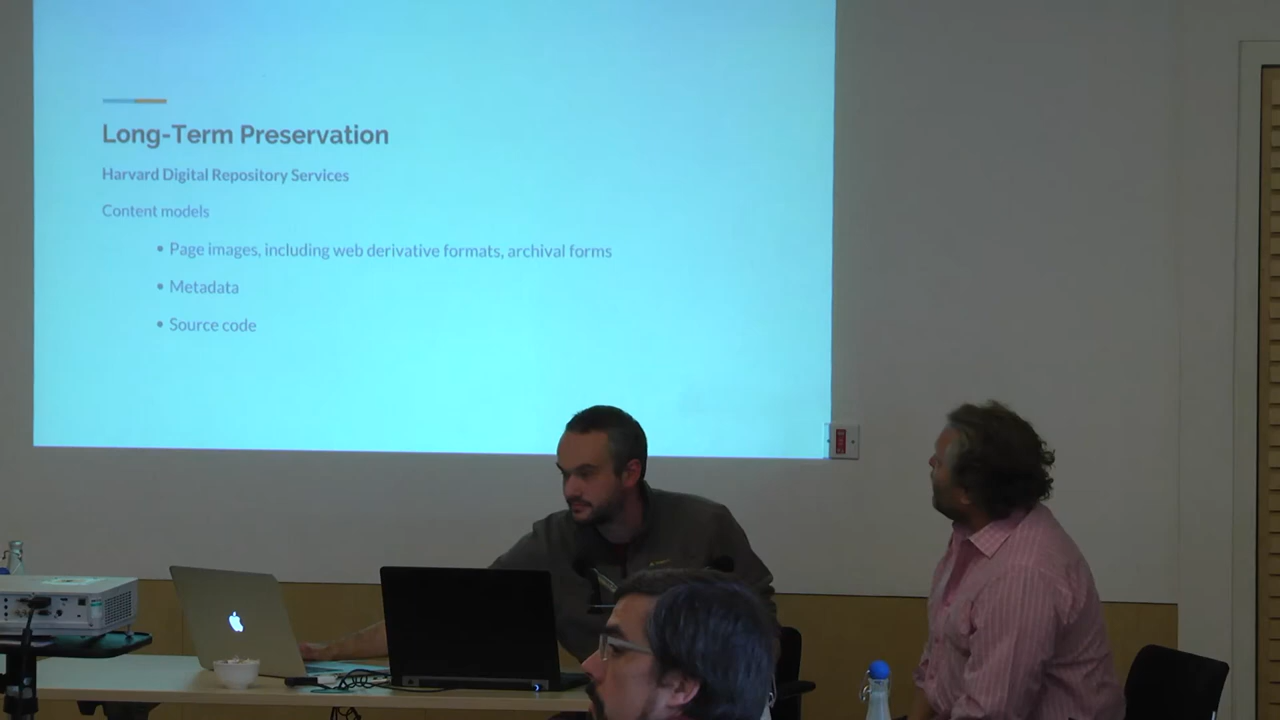 Long-Term Preservation
Harvard Digital Repository Services
Content models
• Page images, including web derivative formats, archival forms
• Metadata
• Source code